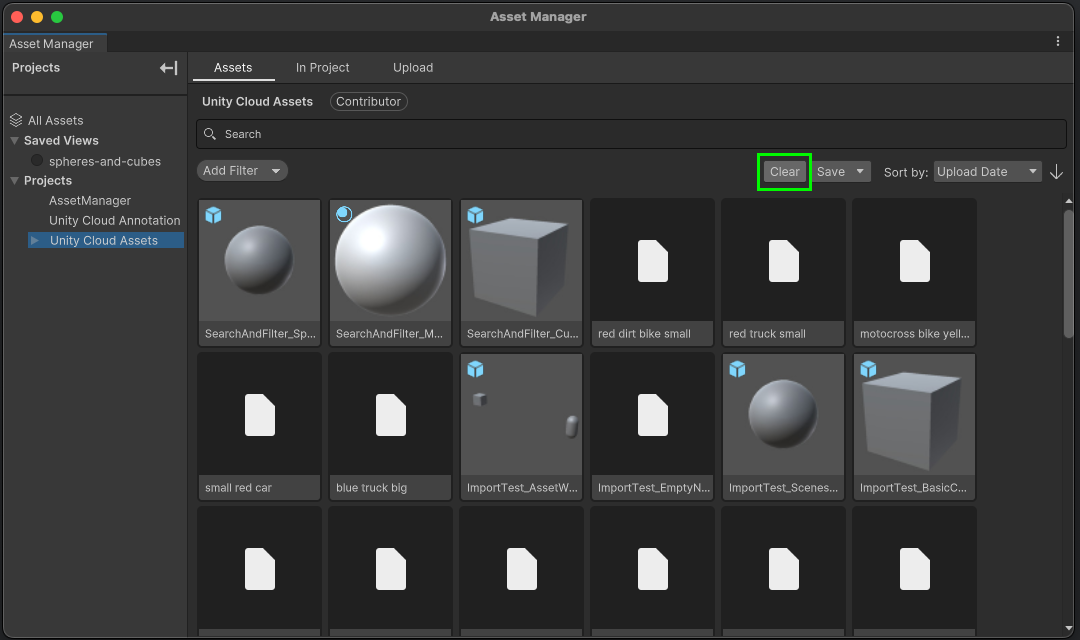 Asset Manager
Asset Manager
Projects
Assets In Project Upload
Unity Cloud Assets Contributor
Search
All Assets
Saved Views
spheres-and-cubes
Projects
AssetManager
Unity Cloud Annotation
Unity Cloud Assets
Add Filter Clear Save Sort by: Upload Date
SearchAndFilter_Sp... SearchAndFilter_M... SearchAndFilter_Cu... red dirt bike small red truck small motocross bike yell...
small red car blue truck big ImportTest_AssetW... ImportTest_EmptyN... ImportTest_Scenes... ImportTest_BasicC...